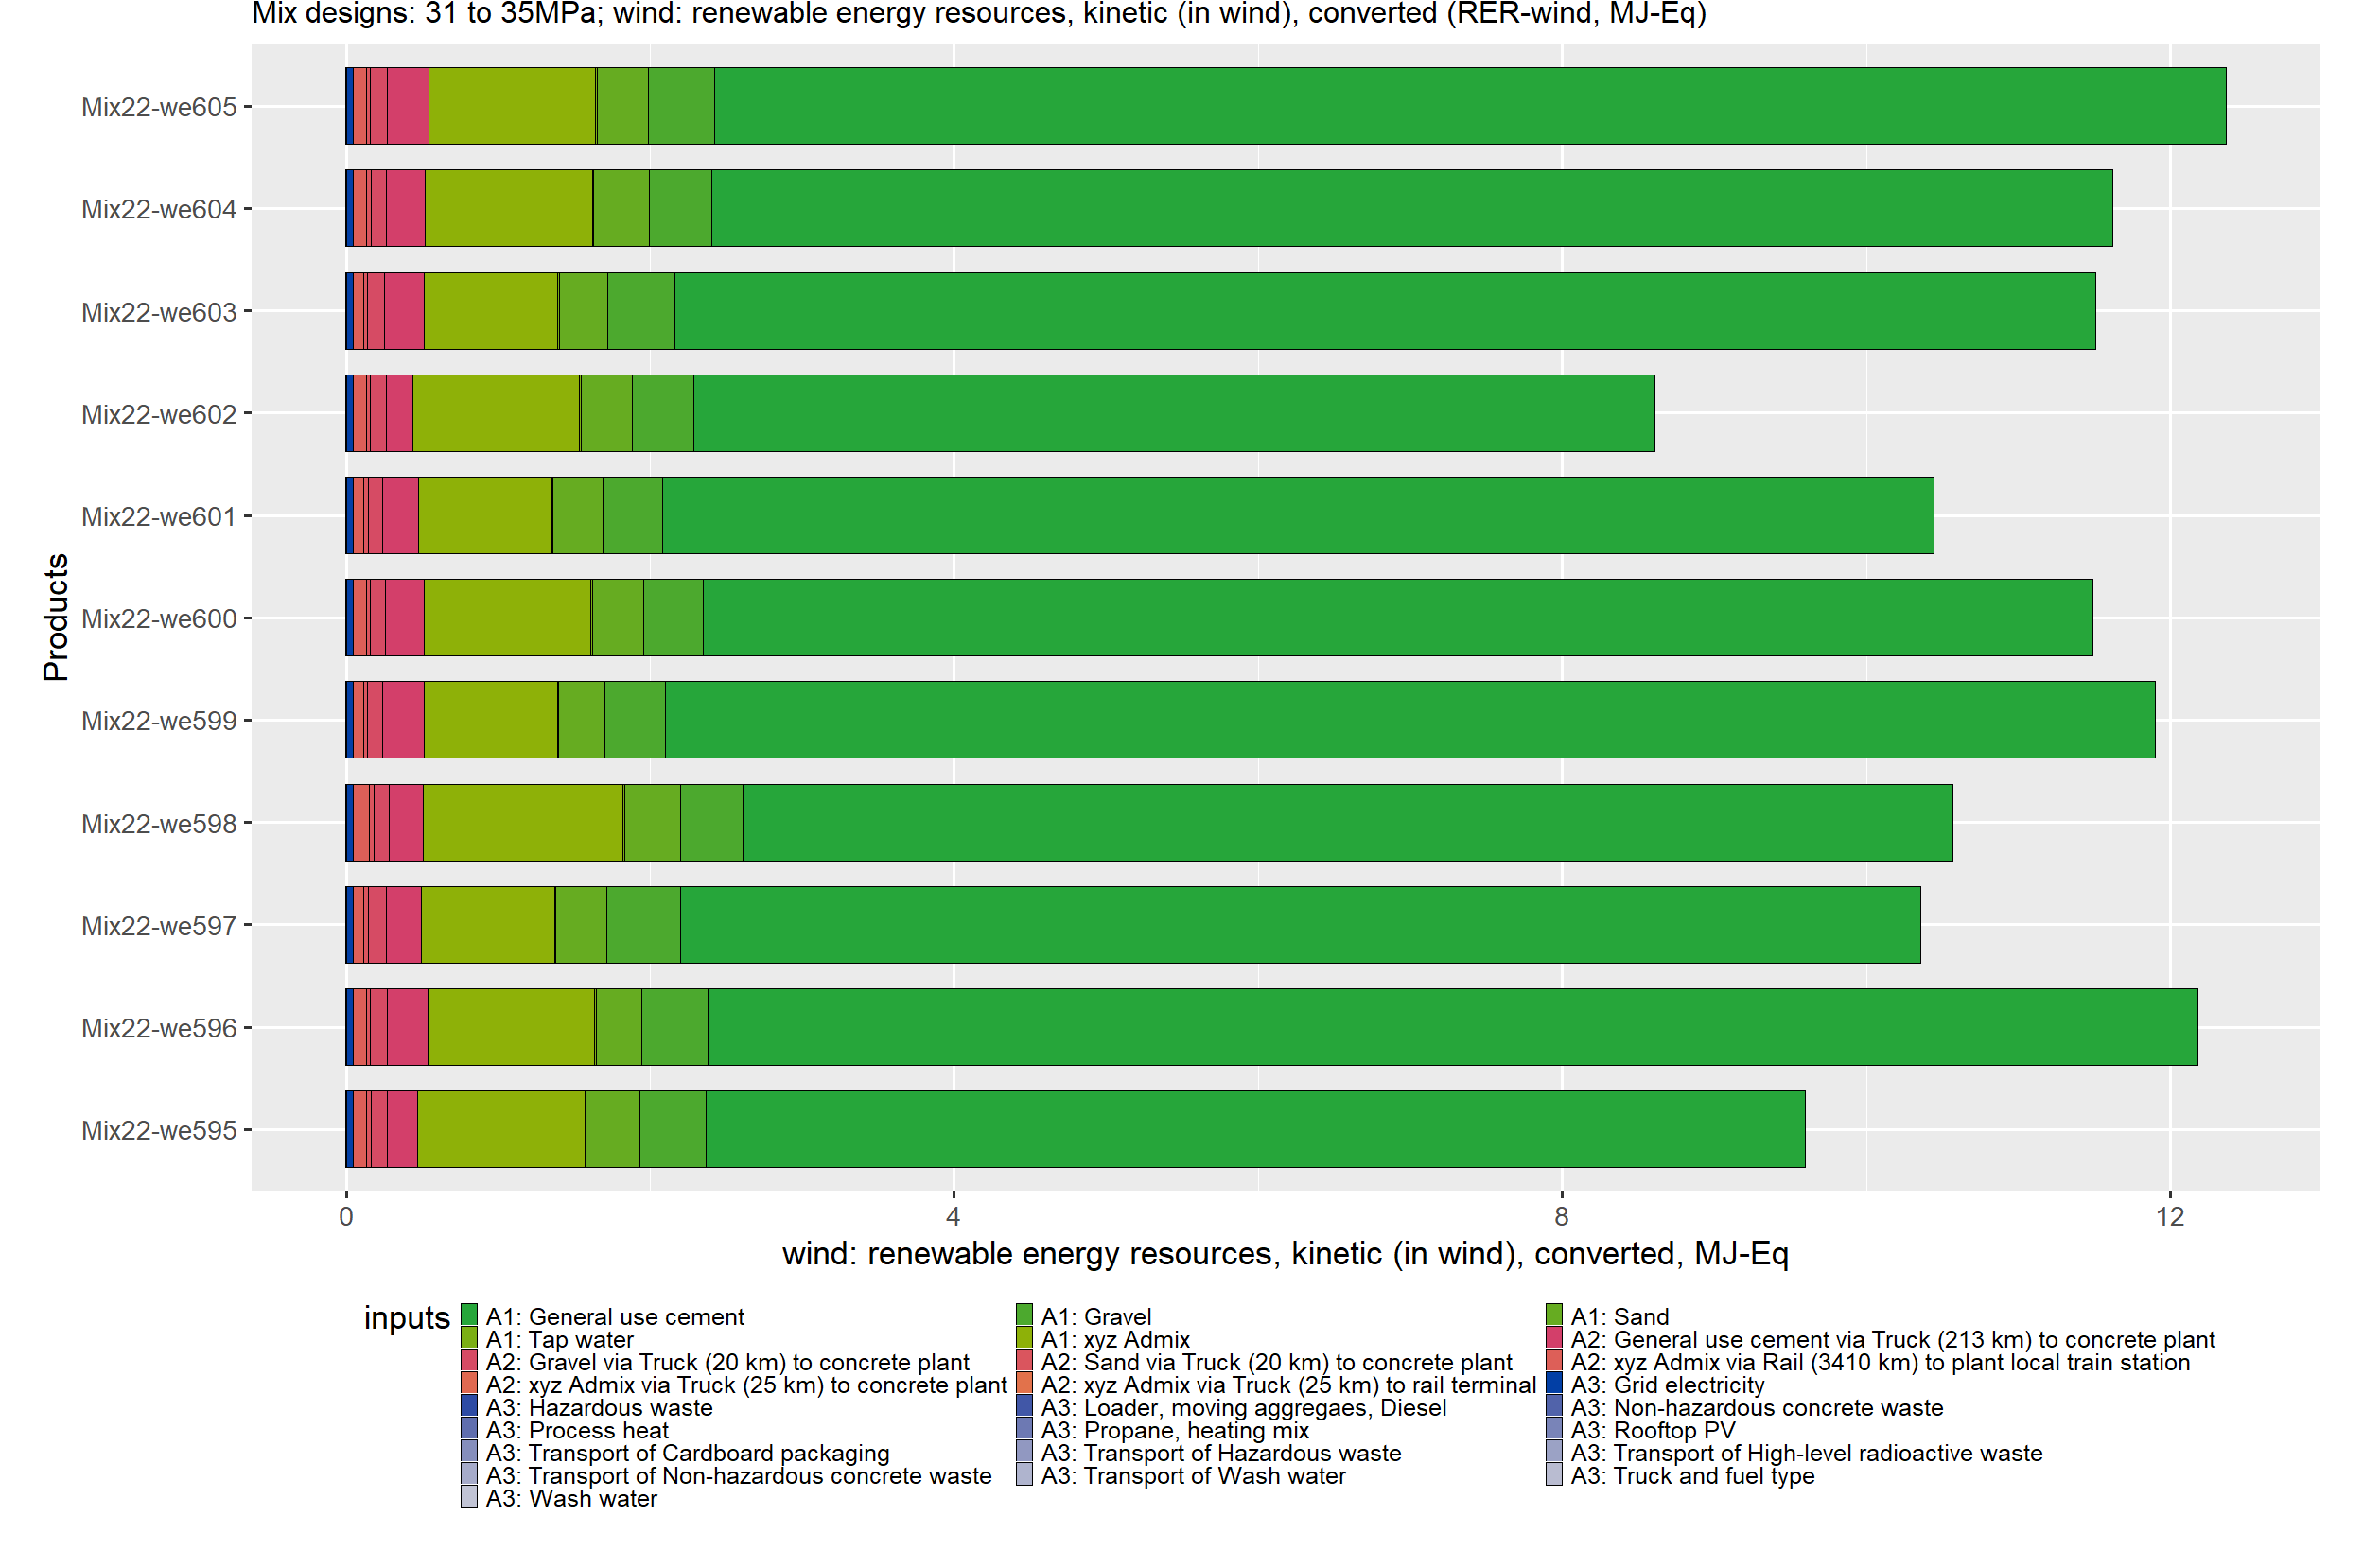 Mix designs: 31 to 35MPa; wind: renewable energy resources, kinetic (in wind), converted (RER-wind, MJ-Eq)
Products
Mix22-we605
Mix22-we604
Mix22-we603
Mix22-we602
Mix22-we601
Mix22-we600
Mix22-we599
Mix22-we598
Mix22-we597
Mix22-we596
Mix22-we595
0 4 8 12
wind: renewable energy resources, kinetic (in wind), converted, MJ-Eq
inputs
A1: General use cement A1: Gravel A1: Sand
A1: Tap water A1: xyz Admix A2: General use cement via Truck (213 km) to concrete plant
A2: Gravel via Truck (20 km) to concrete plant A2: Sand via Truck (20 km) to concrete plant A2: xyz Admix via Rail (3410 km) to plant local train station
A2: xyz Admix via Truck (25 km) to concrete plant A2: xyz Admix via Truck (25 km) to rail terminal A3: Grid electricity
A3: Hazardous waste A3: Loader, moving aggregaes, Diesel A3: Non-hazardous concrete waste
A3: Process heat A3: Propane, heating mix A3: Rooftop PV
A3: Transport of Cardboard packaging A3: Transport of Hazardous waste A3: Transport of High-level radioactive waste
A3: Transport of Non-hazardous concrete waste A3: Transport of Wash water A3: Truck and fuel type
A3: Wash water